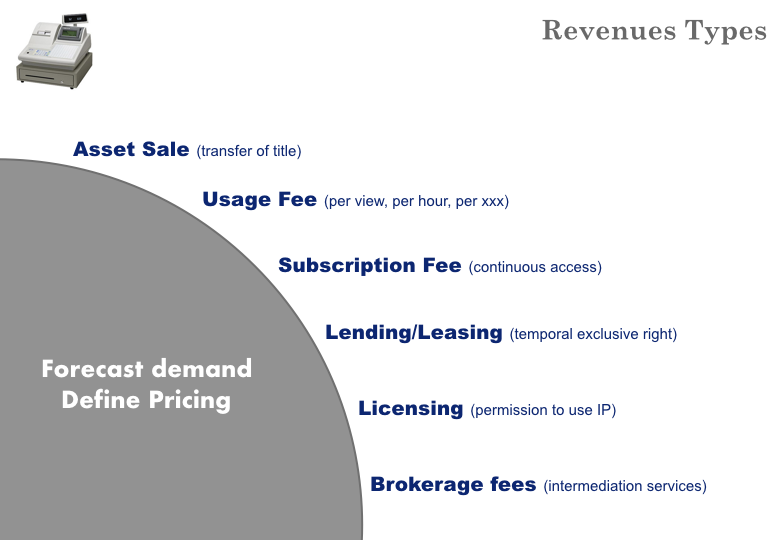 Revenues Types
Asset Sale (transfer of title)
Usage Fee (per view, per hour, per xxx)
Subscription Fee (continuous access)
Lending/Leasing (temporal exclusive right)
Forecast demand
Define Pricing
Licensing (permission to use IP)
Brokerage fees (intermediation services)